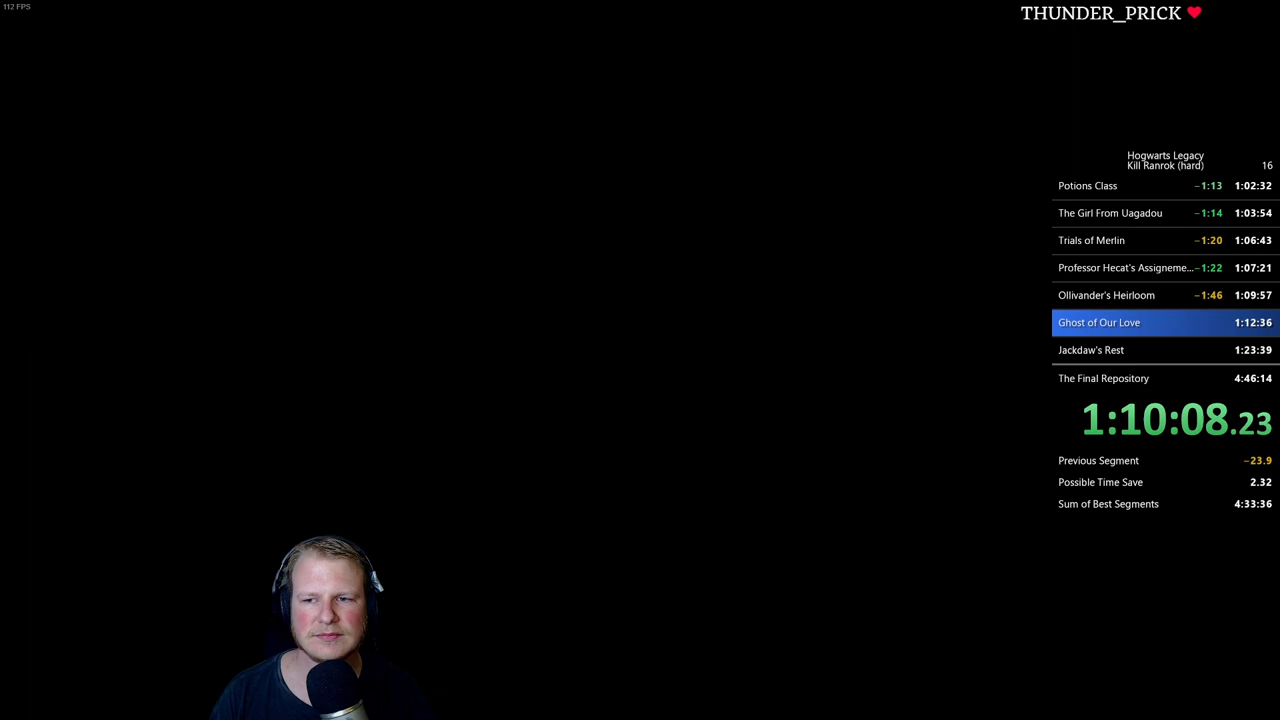 112 FPS
THUNDER_PRICK ❤
Hogwarts Legacy
Kill Ranrok (hard) 16
Potions Class −1:13 1:02:32
The Girl From Uagadou −1:14 1:03:54
Trials of Merlin −1:20 1:06:43
Professor Hecat's Assigneme... −1:22 1:07:21
Ollivander's Heirloom −1:46 1:09:57
Ghost of Our Love 1:12:36
Jackdaw's Rest 1:23:39
The Final Repository 4:46:14
1:10:08.23
Previous Segment −23.9
Possible Time Save 2.32
Sum of Best Segments 4:33:36